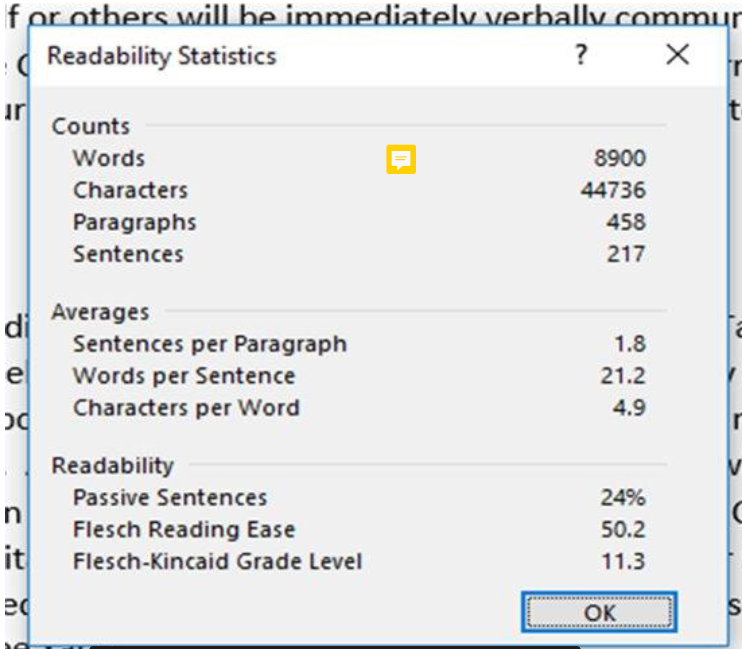 f or others will be immediately verbally commun
Readability Statistics ? X
Counts
Words 8900
Characters 44736
Paragraphs 458
Sentences 217
Averages
Sentences per Paragraph 1.8
Words per Sentence 21.2
Characters per Word 4.9
Readability
Passive Sentences 24%
Flesch Reading Ease 50.2
Flesch-Kincaid Grade Level 11.3
OK